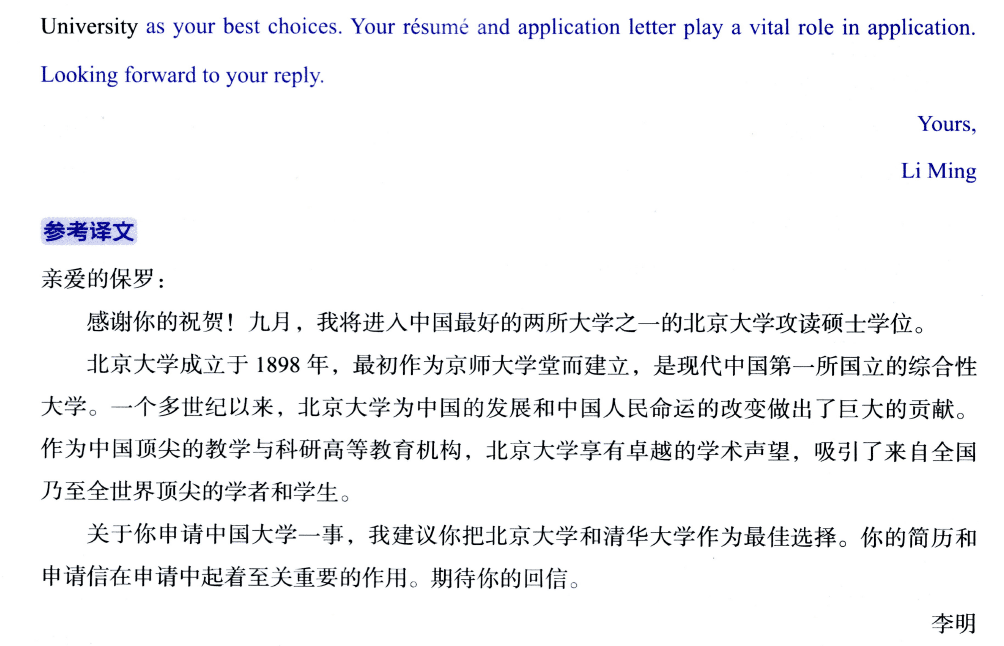 University as your best choices. Your résumé and application letter play a vital role in application.
Looking forward to your reply.
Yours,
Li Ming
参考译文
亲爱的保罗：
感谢你的祝贺！九月，我将进入中国最好的两所大学之一的北京大学攻读硕士学位。
北京大学成立于 1898 年，最初作为京师大学堂而建立，是现代中国第一所国立的综合性
大学。一个多世纪以来，北京大学为中国的发展和中国人民命运的改变做出了巨大的贡献。
作为中国顶尖的教学与科研高等教育机构，北京大学享有卓越的学术声望，吸引了来自全国
乃至全世界顶尖的学者和学生。
关于你申请中国大学一事，我建议你把北京大学和清华大学作为最佳选择。你的简历和
申请信在申请中起着至关重要的作用。期待你的回信。
李明